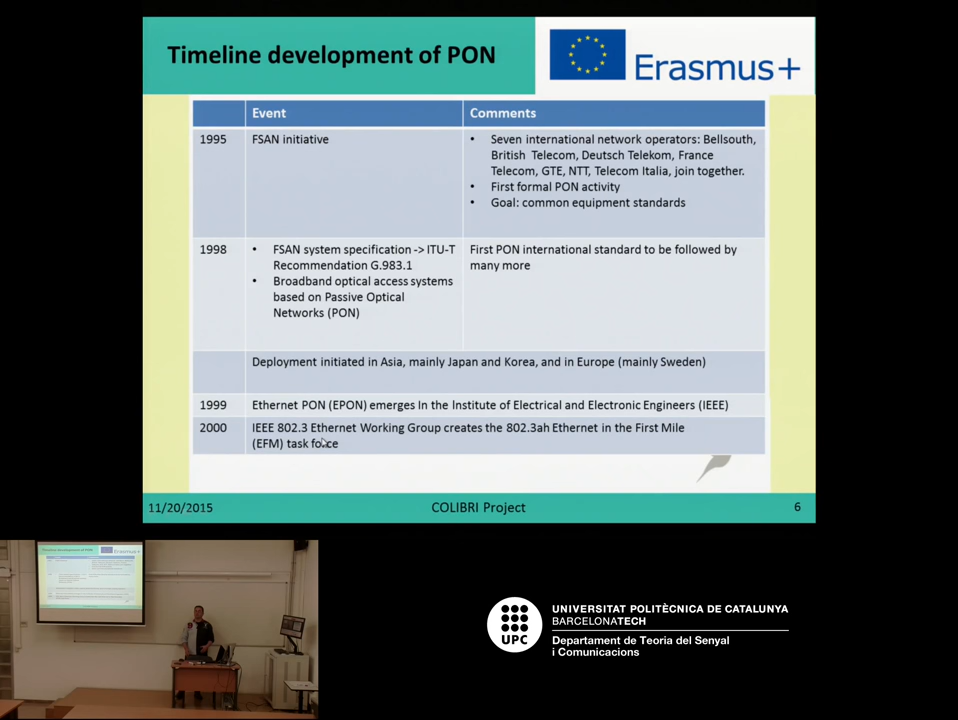 Timeline development of PON
Erasmus+
Event
Comments
1995
FSAN initiative
• Seven international network operators: Bellsouth,
British Telecom, Deutsch Telekom, France
Telecom, GTE, NTT, Telecom Italia, join together.
• First formal PON activity
• Goal: common equipment standards
1998
• FSAN system specification -> ITU-T
Recommendation G.983.1
• Broadband optical access systems
based on Passive Optical
Networks (PON)
First PON international standard to be followed by
many more
Deployment initiated in Asia, mainly Japan and Korea, and in Europe (mainly Sweden)
1999
Ethernet PON (EPON) emerges In the Institute of Electrical and Electronic Engineers (IEEE)
2000
IEEE 802.3 Ethernet Working Group creates the 802.3ah Ethernet in the First Mile
(EFM) task force
11/20/2015
COLIBRI Project
6
Timeline development of PON
Erasmus+
UPC
UNIVERSITAT POLITÈCNICA DE CATALUNYA
BARCELONATECH
Departament de Teoria del Senyal
i Comunicacions